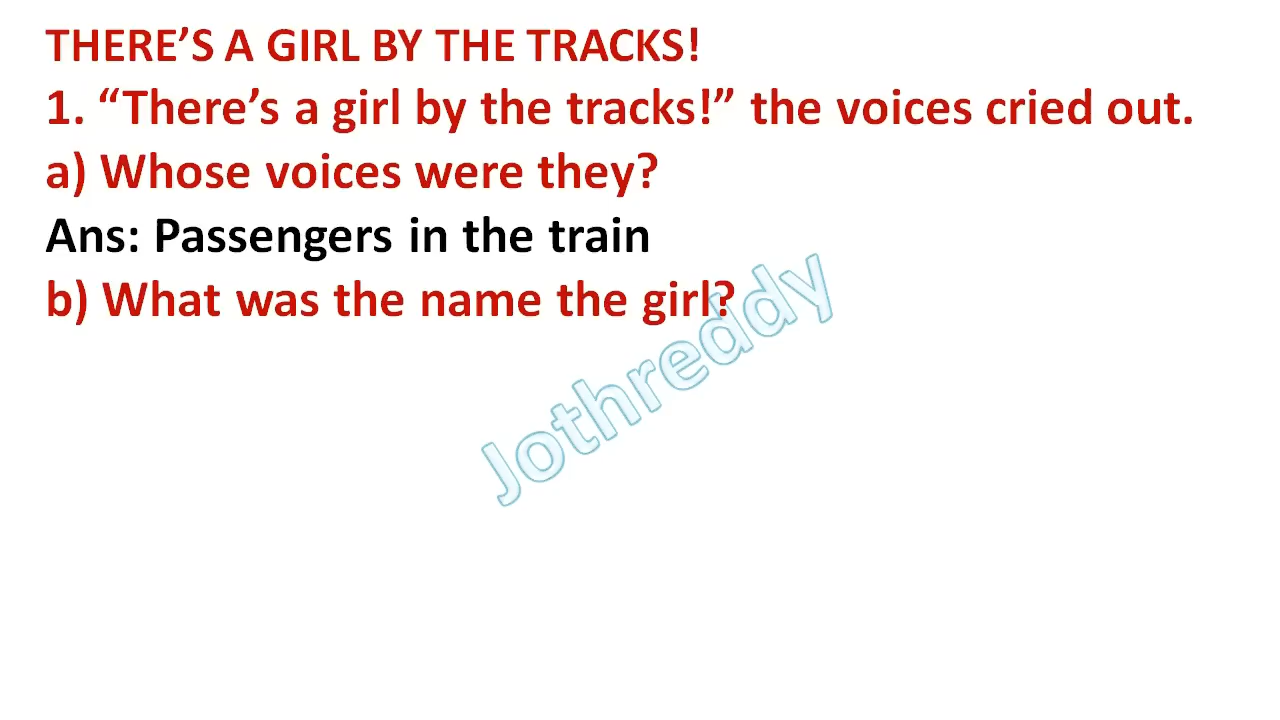 THERE’S A GIRL BY THE TRACKS!
1. “There’s a girl by the tracks!” the voices cried out.
a) Whose voices were they?
Ans: Passengers in the train
b) What was the name the girl?
Jothreddy